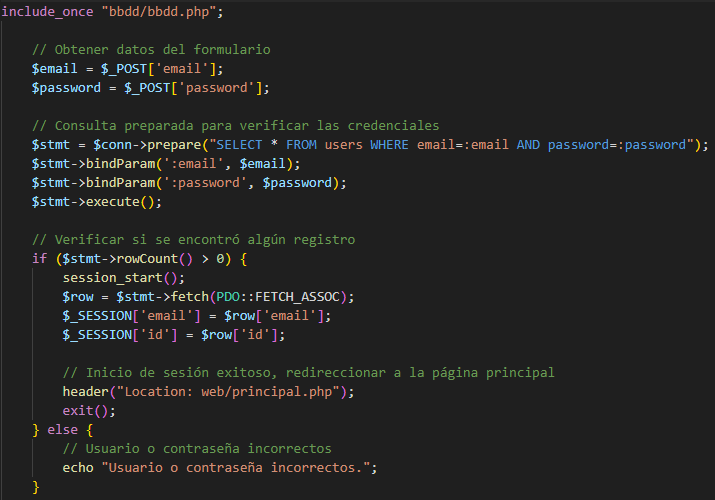 include_once "bbdd/bbdd.php";
// Obtener datos del formulario
$email = $_POST['email'];
$password = $_POST['password'];
// Consulta preparada para verificar las credenciales
$stmt = $conn->prepare("SELECT * FROM users WHERE email=:email AND password=:password");
$stmt->bindParam(':email', $email);
$stmt->bindParam(':password', $password);
$stmt->execute();
// Verificar si se encontró algún registro
if ($stmt->rowCount() > 0) {
session_start();
$row = $stmt->fetch(PDO::FETCH_ASSOC);
$_SESSION['email'] = $row['email'];
$_SESSION['id'] = $row['id'];
// Inicio de sesión exitoso, redireccionar a la página principal
header("Location: web/principal.php");
exit();
} else {
// Usuario o contraseña incorrectos
echo "Usuario o contraseña incorrectos.";
}